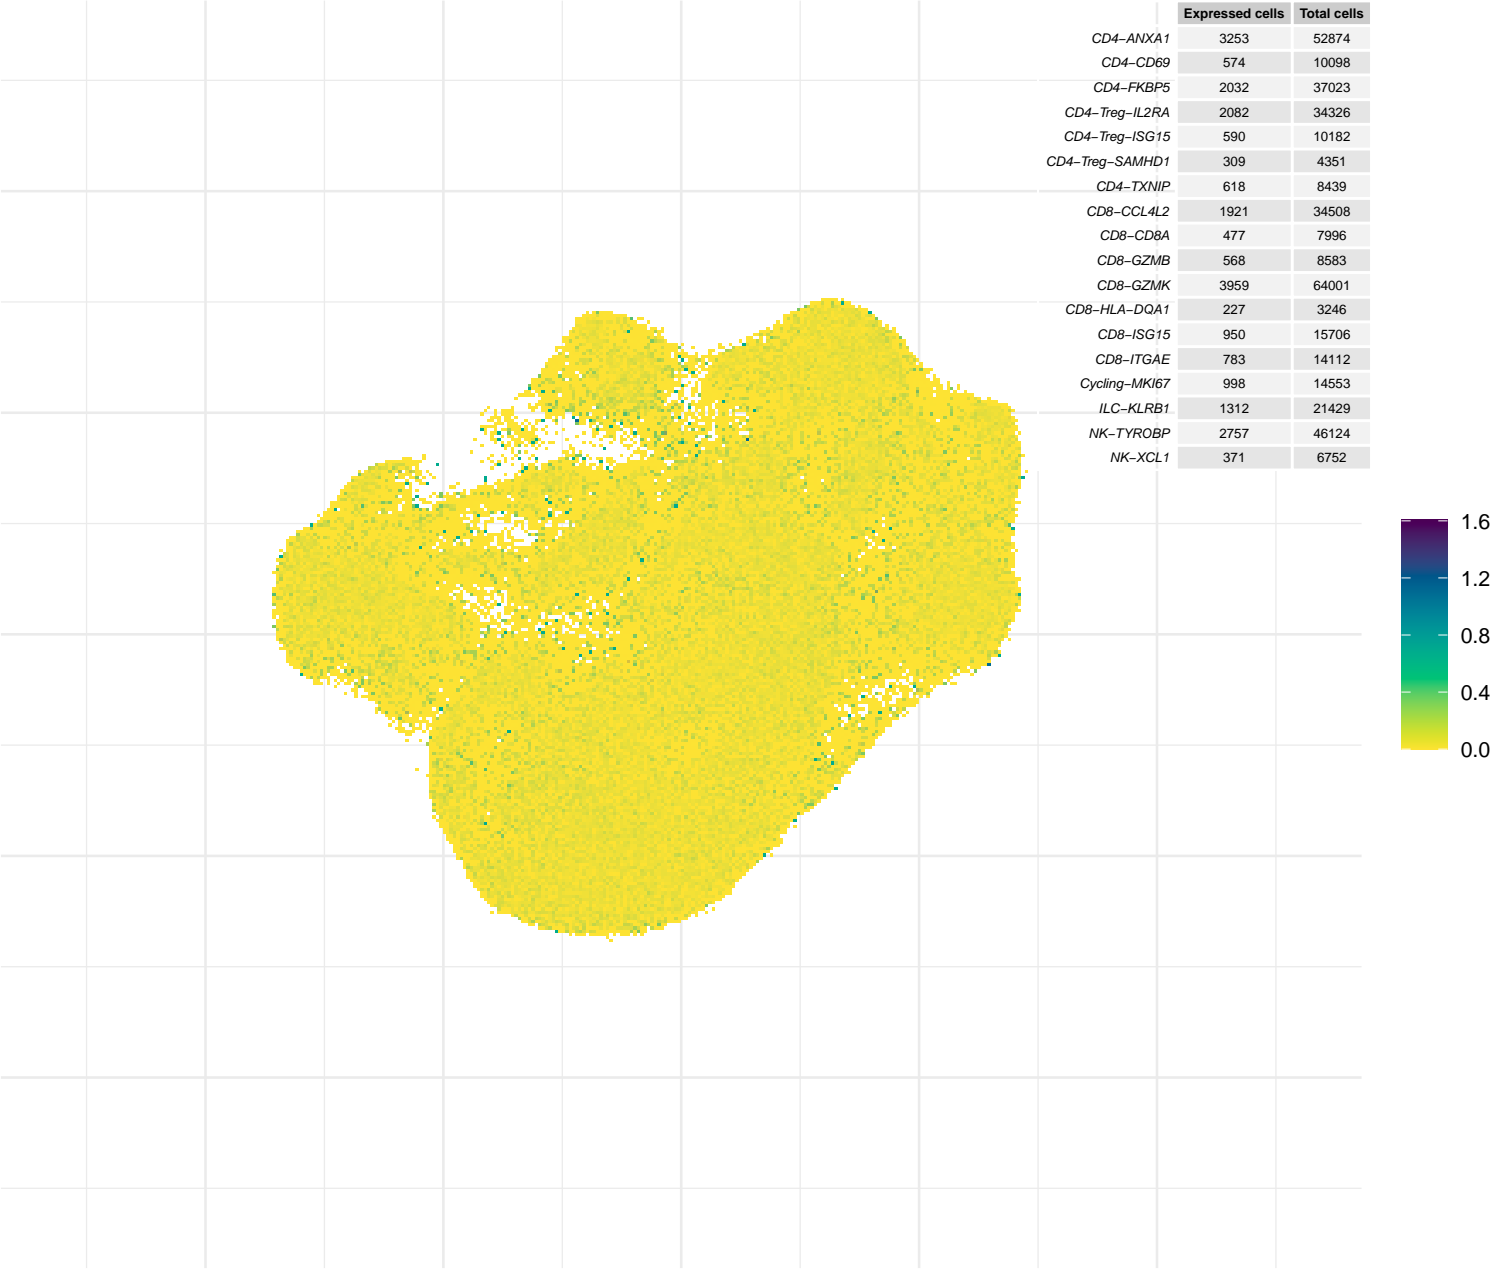 Expressed cells Total cells
CD4−ANXA1 3253 52874
CD4−CD69 574 10098
CD4−FKBP5 2032 37023
CD4−Treg−IL2RA 2082 34326
CD4−Treg−ISG15 590 10182
CD4−Treg−SAMHD1 309 4351
CD4−TXNIP 618 8439
CD8−CCL4L2 1921 34508
CD8−CD8A 477 7996
CD8−GZMB 568 8583
CD8−GZMK 3959 64001
CD8−HLA−DQA1 227 3246
CD8−ISG15 950 15706
CD8−ITGAE 783 14112
Cycling−MKI67 998 14553
ILC−KLRB1 1312 21429
NK−TYROBP 2757 46124
NK−XCL1 371 6752
1.6
1.2
0.8
0.4
0.0